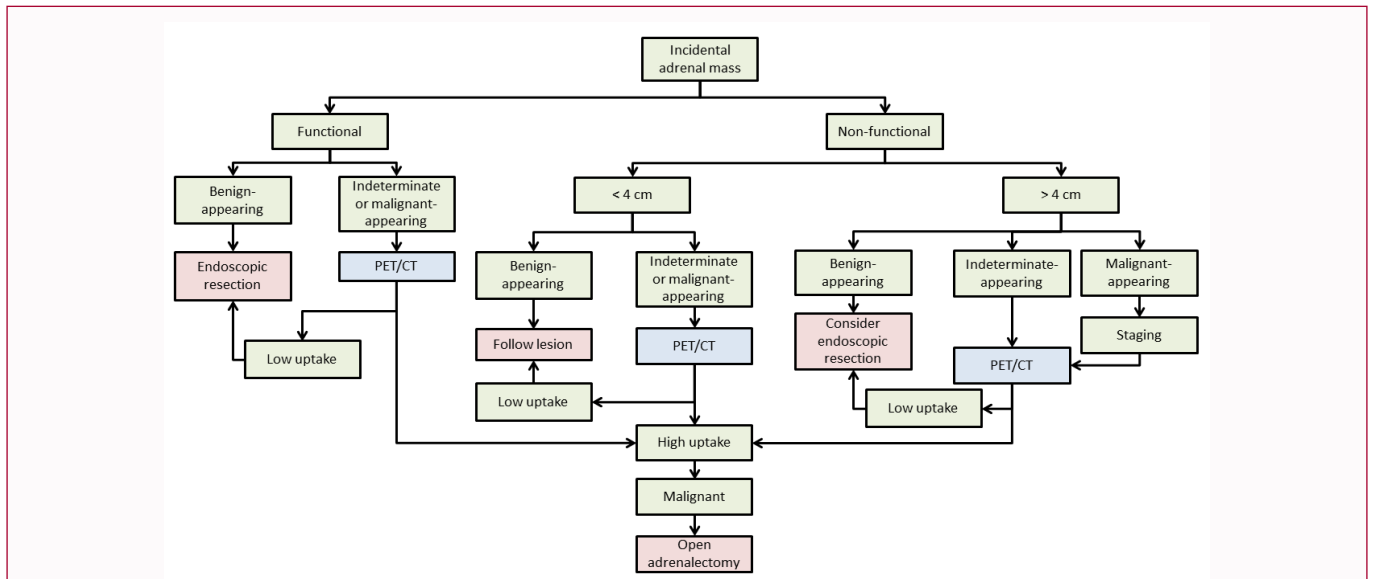 Incidental
adrenal mass
Functional
Non-functional
Benign-
appearing
Indeterminate
or malignant-
appearing
< 4 cm
> 4 cm
Endoscopic
resection
PET/CT
Benign-
appearing
Indeterminate
or malignant-
appearing
Benign-
appearing
Indeterminate-
appearing
Malignant-
appearing
Low uptake
Follow lesion
PET/CT
Consider
endoscopic
resection
Staging
PET/CT
Low uptake
Low uptake
High uptake
Malignant
Open
adrenalectomy